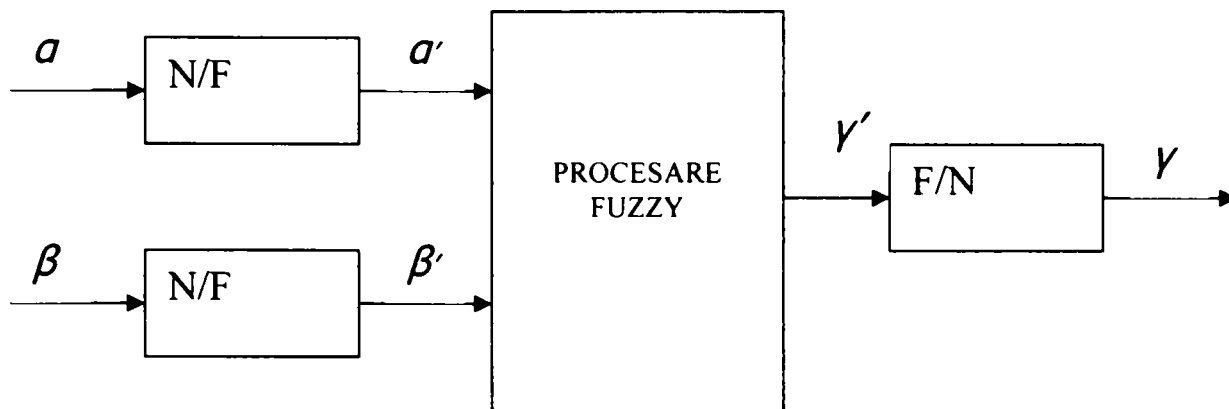 α
N/F
α′
β
N/F
β′
PROCESARE
FUZZY
γ′
F/N
γ